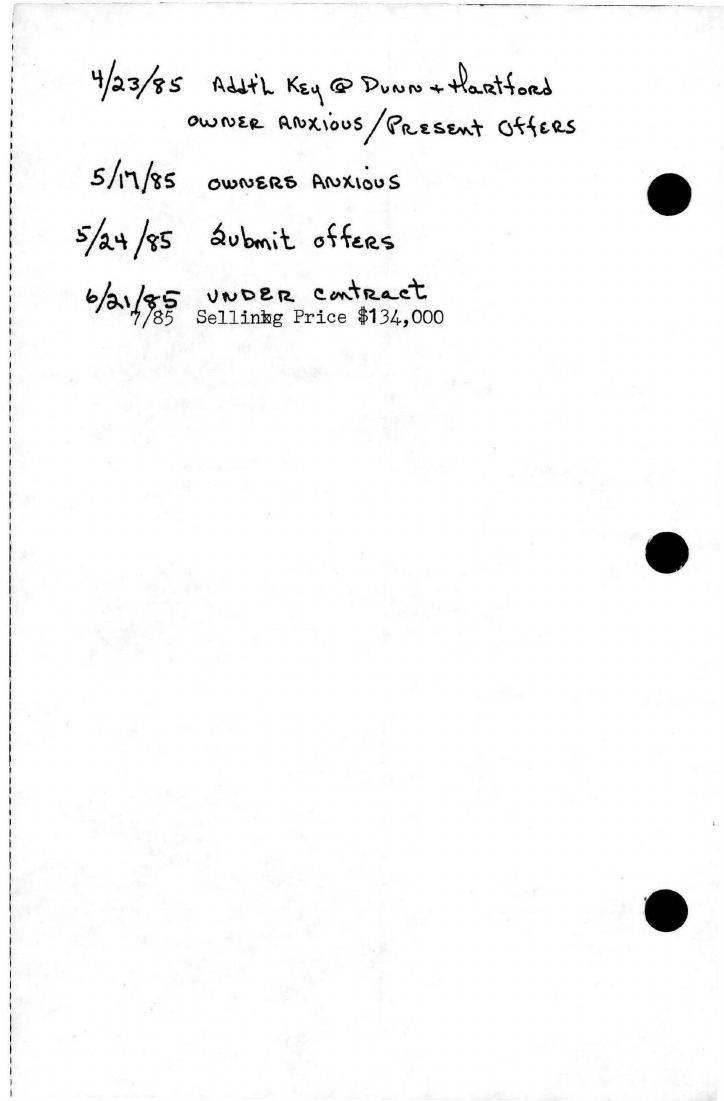 4/23/85 Add'l Key @ Dunn + Hartford
OWNER ANXIOUS/PRESENT OFFERS
5/17/85 OWNERS ANXIOUS
5/24/85 Submit offers
6/21/85 UNDER contract
7/85 Sellinkg Price $134,000